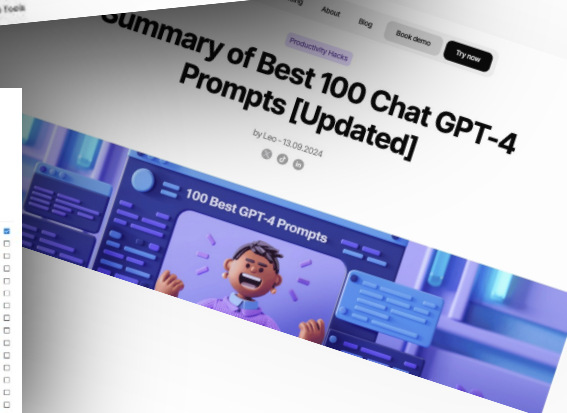 Tools
About
Blog
Book demo
Try now
Productivity Hacks
Summary of Best 100 Chat GPT-4
Prompts [Updated]
by Leo - 13.09.2024
100 Best GPT-4 Prompts